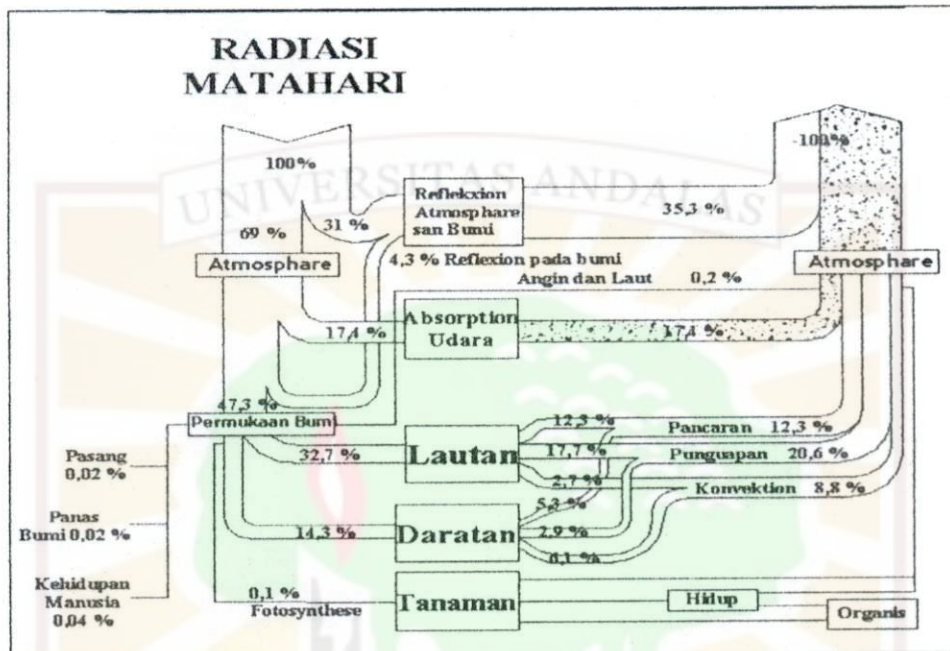 RADIASI
MATAHARI
100%
-100%
UNIVERSITAS ANDALAS
Reflekxion
Atmosphare
san Bumi
35,3 %
31 %
69 %
4,3 % Reflexion pada bumi
Atmosphare
Atmosphare
Angin dan Laut 0,2 %
Absorption
Udara
17,4 %
17,4
47,3 %
Permukaan Bum
12,3 %
Pancaran 12,3 %
Pasang
0,02 %
32,7 %
Lautan
17,7 %
Punguapan 20,6 %
2,7 %
Konvektion 8,8 %
5,3 %
Panas
Bumi 0,02 %
14,3 %
Daratan
2,9 %
6,1 %
Kehidupan
Manusia
0,04 %
0,1 %
Fotosynthese
Tanaman
Hidup
Organis